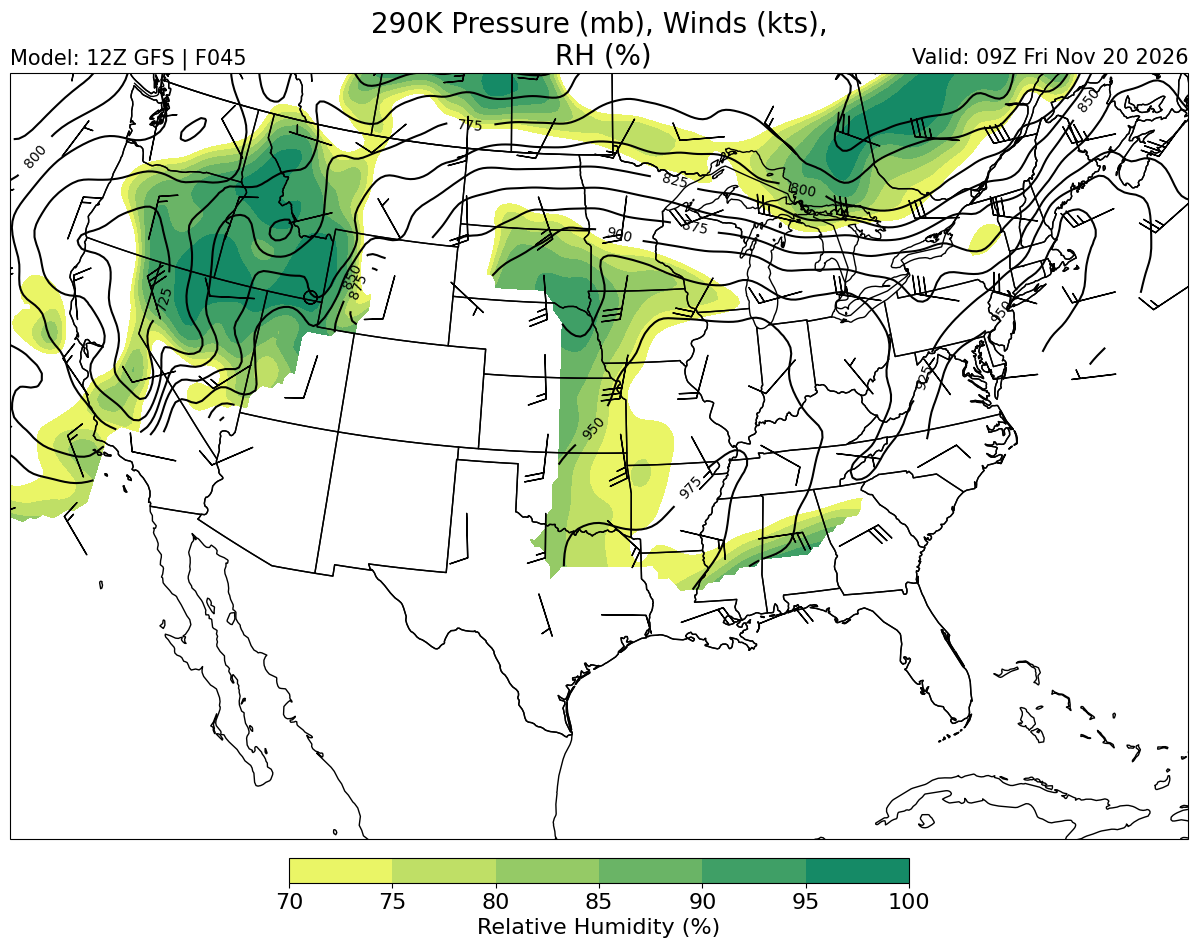 290K Pressure (mb), Winds (kts),
RH (%)
Model: 12Z GFS | F045
Valid: 09Z Fri Nov 20 2026
850
775
800
825
800
875
900
850
875
725
950
925
950
975
70 75 80 85 90 95 100
Relative Humidity (%)